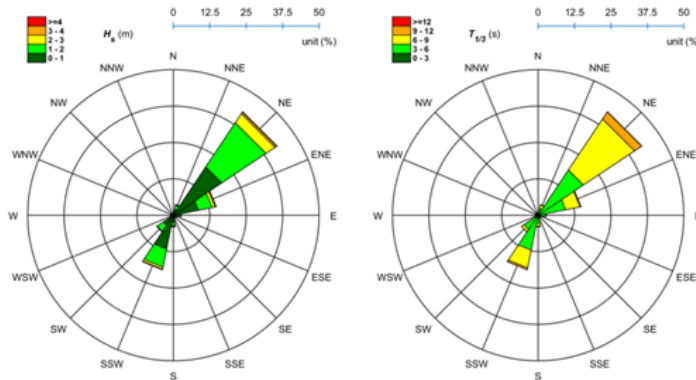 >=4
3 - 4
2 - 3
1 - 2
0 - 1
Hs (m)
0 12.5 25 37.5 50
unit (%)
N
NNE
NE
ENE
E
ESE
SE
SSE
S
SSW
SW
WSW
W
WNW
NW
NNW
>=12
9 - 12
6 - 9
3 - 6
0 - 3
T1/3 (s)
0 12.5 25 37.5 50
unit (%)
N
NNE
NE
ENE
ESE
SE
SSE
S
SSW
SW
WSW
W
WNW
NW
NNW